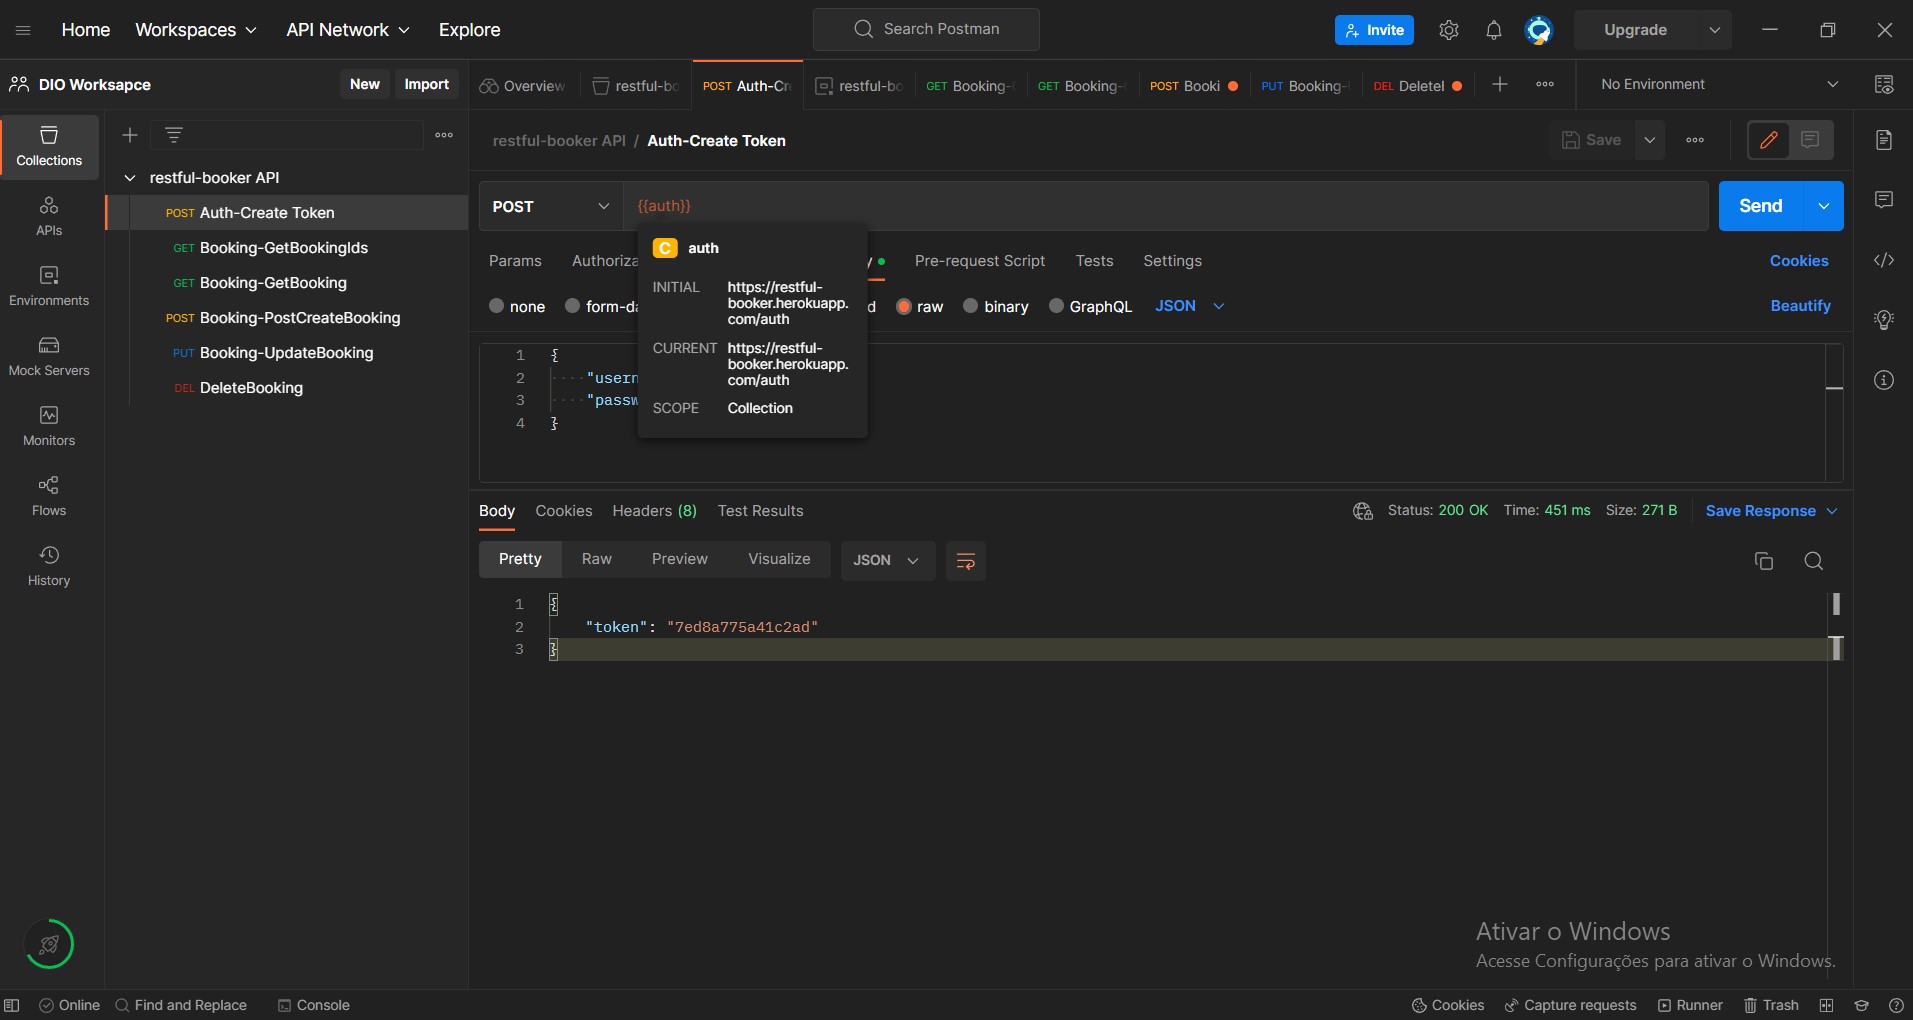 Home Workspaces API Network Explore Search Postman Invite Upgrade
DIO Worksapce New Import Overview restful-bo POST Auth-Cr restful-bo GET Booking- GET Booking- POST Booki PUT Booking- DEL Deletel No Environment
Collections
APIs
Environments
Mock Servers
Monitors
Flows
History
restful-booker API
POST Auth-Create Token
GET Booking-GetBookingIds
GET Booking-GetBooking
POST Booking-PostCreateBooking
PUT Booking-UpdateBooking
DEL DeleteBooking
restful-booker API / Auth-Create Token Save
POST {{auth}} Send
Params Authoriza y Pre-request Script Tests Settings Cookies
none form-da d raw binary GraphQL JSON Beautify
C auth
INITIAL https://restful-
booker.herokuapp.
com/auth
CURRENT https://restful-
booker.herokuapp.
com/auth
SCOPE Collection
1 {
2 ····"usern
3 ····"passw
4 }
Body Cookies Headers (8) Test Results Status: 200 OK Time: 451 ms Size: 271 B Save Response
Pretty Raw Preview Visualize JSON
1 {
2 "token": "7ed8a775a41c2ad"
3 }
Ativar o Windows
Acesse Configurações para ativar o Windows.
Online Find and Replace Console Cookies Capture requests Runner Trash